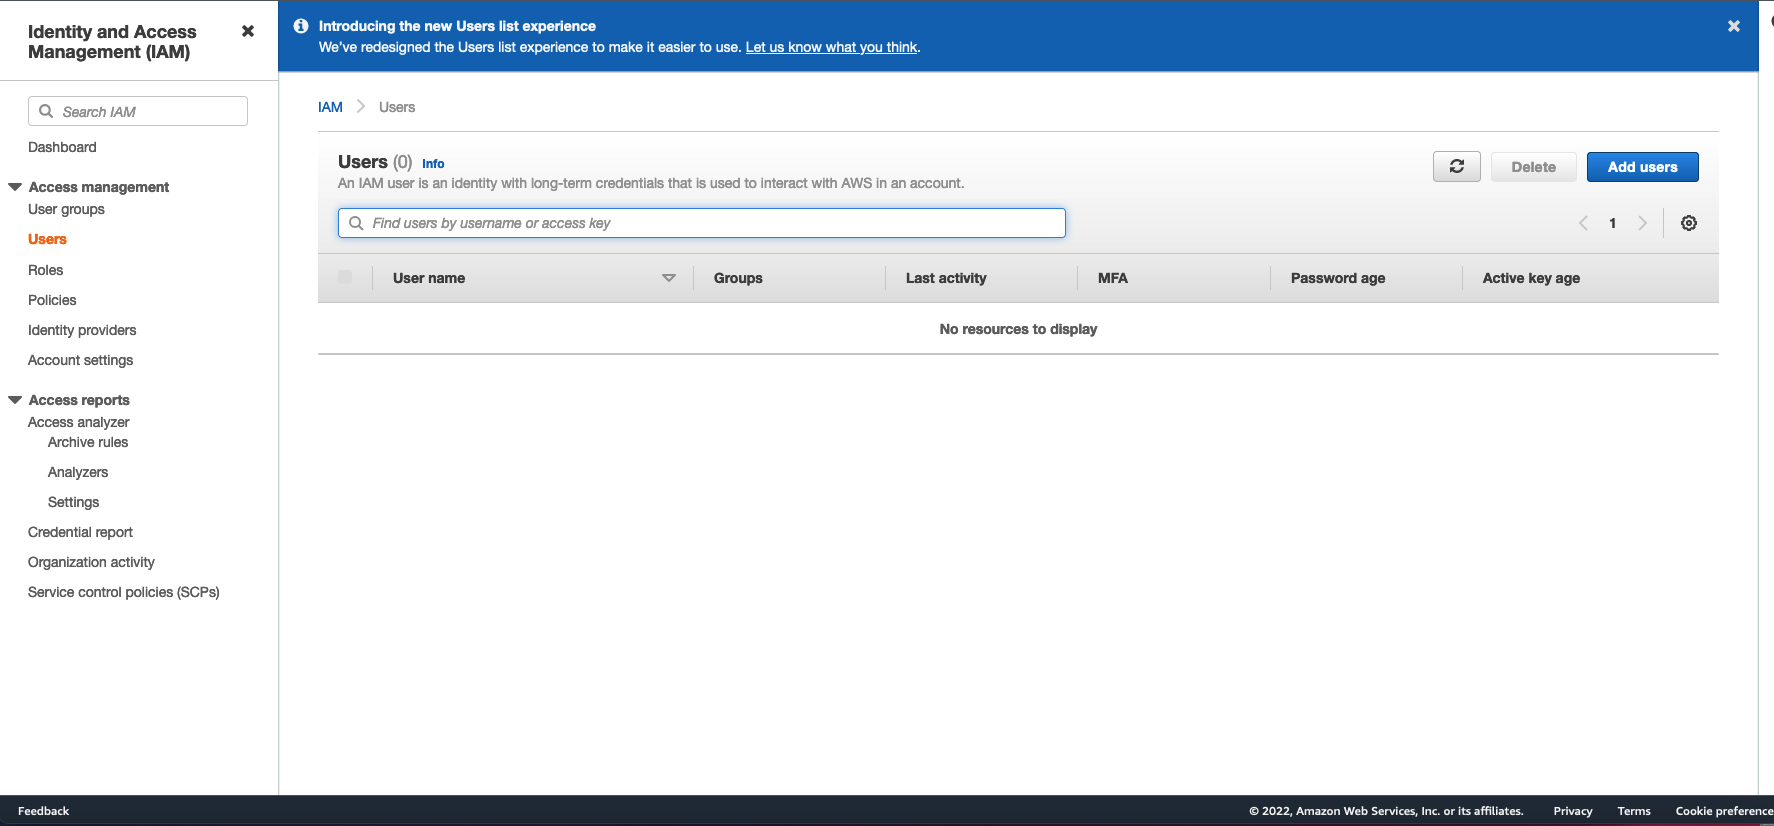 Identity and Access
Management (IAM)
Search IAM
Dashboard
Access management
User groups
Users
Roles
Policies
Identity providers
Account settings
Access reports
Access analyzer
Archive rules
Analyzers
Settings
Credential report
Organization activity
Service control policies (SCPs)
Introducing the new Users list experience
We've redesigned the Users list experience to make it easier to use. Let us know what you think.
IAM Users
Users (0) Info
An IAM user is an identity with long-term credentials that is used to interact with AWS in an account.
Delete Add users
Find users by username or access key
1
User name Groups Last activity MFA Password age Active key age
No resources to display
Feedback © 2022, Amazon Web Services, Inc. or its affiliates. Privacy Terms Cookie preference